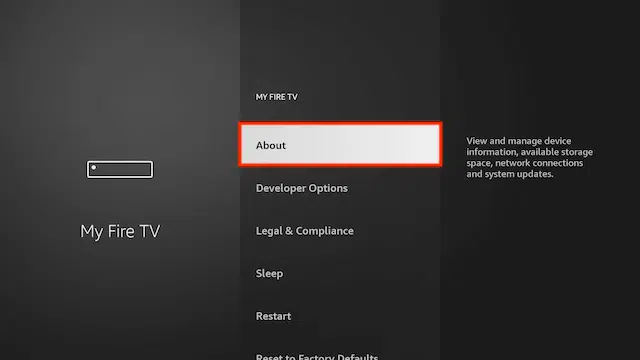 MY FIRE TV
About
View and manage device
information, available storage
space, network connections
and system updates.
Developer Options
My Fire TV
Legal & Compliance
Sleep
Restart
Reset to Factory Defaults